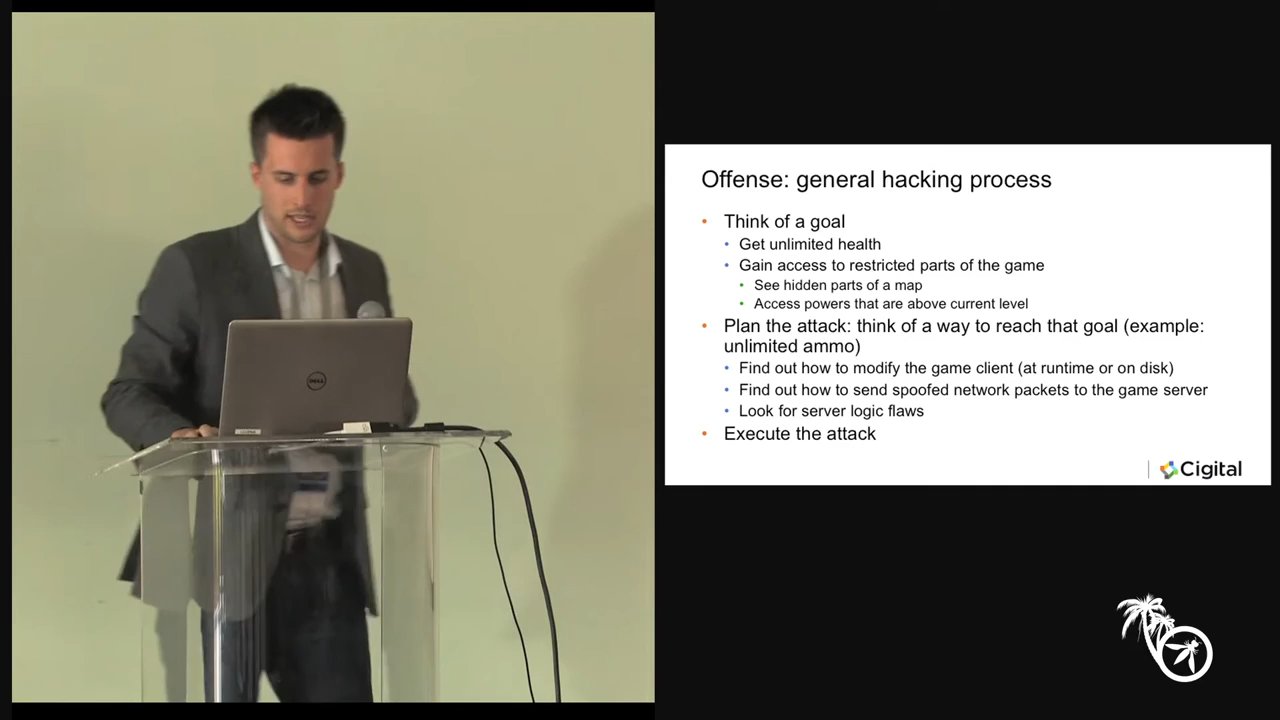 Offense: general hacking process
• Think of a goal
• Get unlimited health
• Gain access to restricted parts of the game
• See hidden parts of a map
• Access powers that are above current level
• Plan the attack: think of a way to reach that goal (example:
unlimited ammo)
• Find out how to modify the game client (at runtime or on disk)
• Find out how to send spoofed network packets to the game server
• Look for server logic flaws
• Execute the attack
Cigital
DELL